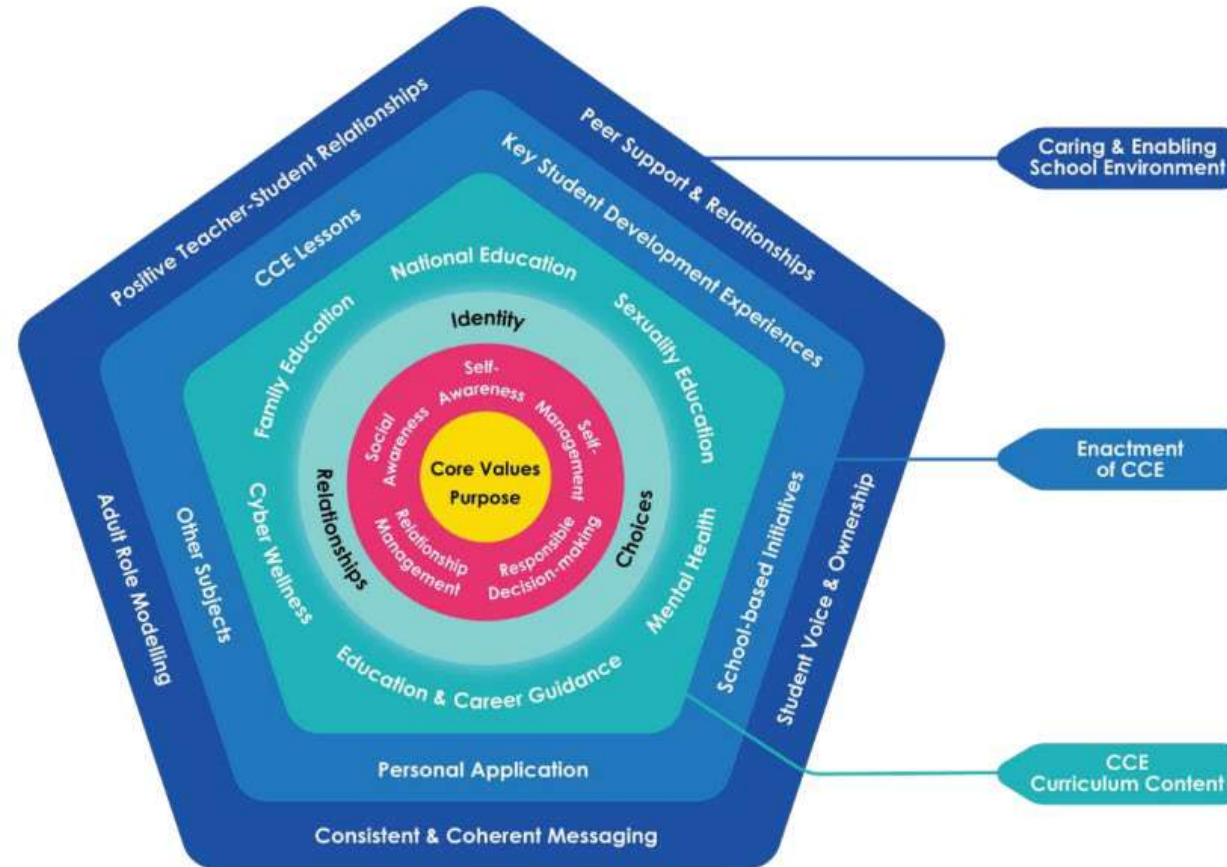 Positive Teacher-Student Relationships
Peer Support & Relationships
Student Voice & Ownership
Consistent & Coherent Messaging
Adult Role Modelling
CCE Lessons
Key Student Development Experiences
School-based Initiatives
Personal Application
Other Subjects
National Education
Sexuality Education
Mental Health
Education & Career Guidance
Cyber Wellness
Family Education
Identity
Choices
Relationships
Self-
Awareness
Self-
Management
Responsible
Decision-making
Relationship
Management
Social
Awareness
Core Values
Purpose
Caring & Enabling
School Environment
Enactment
of CCE
CCE
Curriculum Content